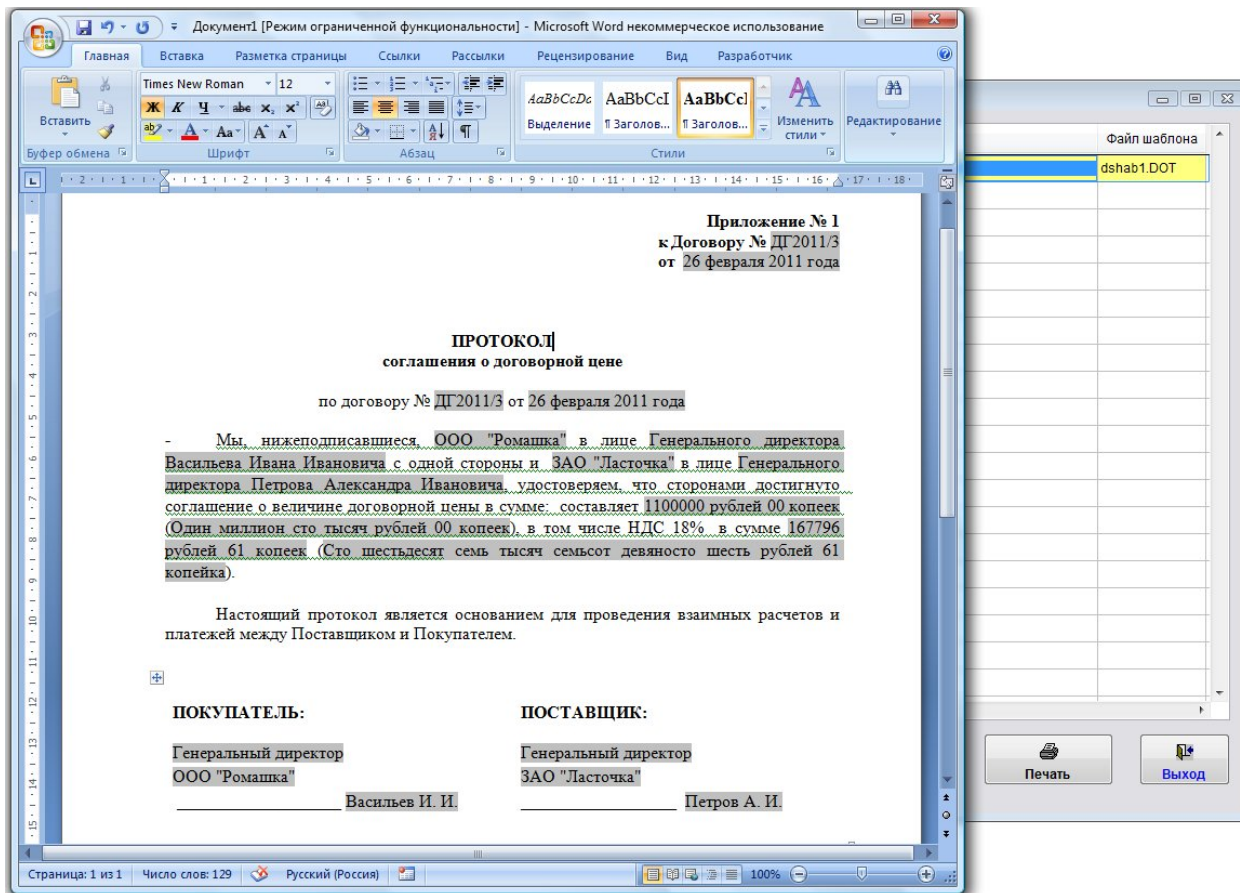 Документ1 [Режим ограниченной функциональности] - Microsoft Word некоммерческое использование
Главная Вставка Разметка страницы Ссылки Рассылки Рецензирование Вид Разработчик
Times New Roman 12
Ж К Ч abe x₂ x² Aa A A
Вставить
AaBbCcDc AaBbCcI AaBbCcl
Выделение ¶ Заголов... ¶ Заголов...
Изменить стили
Редактирование
Буфер обмена Шрифт Абзац Стили
Файл шаблона
dshab1.DOT
Приложение № 1
к Договору № ДГ2011/3
от 26 февраля 2011 года
ПРОТОКОЛ
соглашения о договорной цене
по договору № ДГ2011/3 от 26 февраля 2011 года
- Мы, нижеподписавшиеся, ООО "Ромашка" в лице Генерального директора
Васильева Ивана Ивановича с одной стороны и ЗАО "Ласточка" в лице Генерального
директора Петрова Александра Ивановича, удостоверяем, что сторонами достигнуто
соглашение о величине договорной цены в сумме: составляет 1100000 рублей 00 копеек
(Один миллион сто тысяч рублей 00 копеек), в том числе НДС 18% в сумме 167796
рублей 61 копеек (Сто шестьдесят семь тысяч семьсот девяносто шесть рублей 61
копейка).
Настоящий протокол является основанием для проведения взаимных расчетов и
платежей между Поставщиком и Покупателем.
ПОКУПАТЕЛЬ: ПОСТАВЩИК:
Генеральный директор Генеральный директор
ООО "Ромашка" ЗАО "Ласточка"
Васильев И. И. Петров А. И.
Печать Выход
Страница: 1 из 1 Число слов: 129 Русский (Россия) 100%